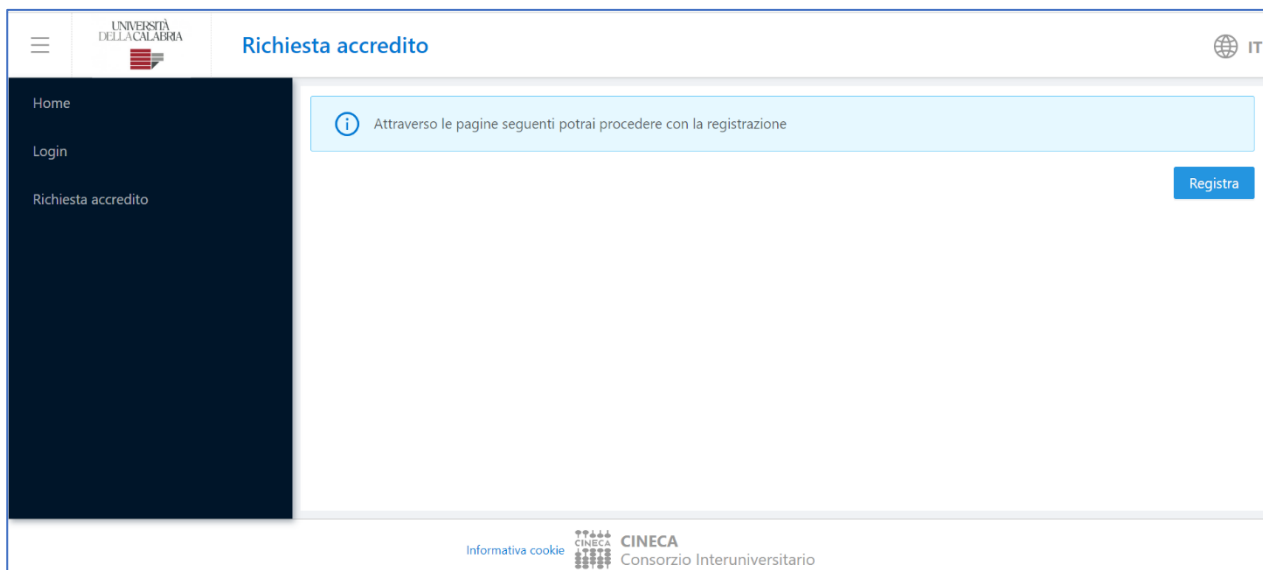 UNIVERSITÀ
DELLA CALABRIA
Richiesta accredito
IT
Home
Login
Richiesta accredito
Attraverso le pagine seguenti potrai procedere con la registrazione
Registra
Informativa cookie
CINECA
CINECA
Consorzio Interuniversitario